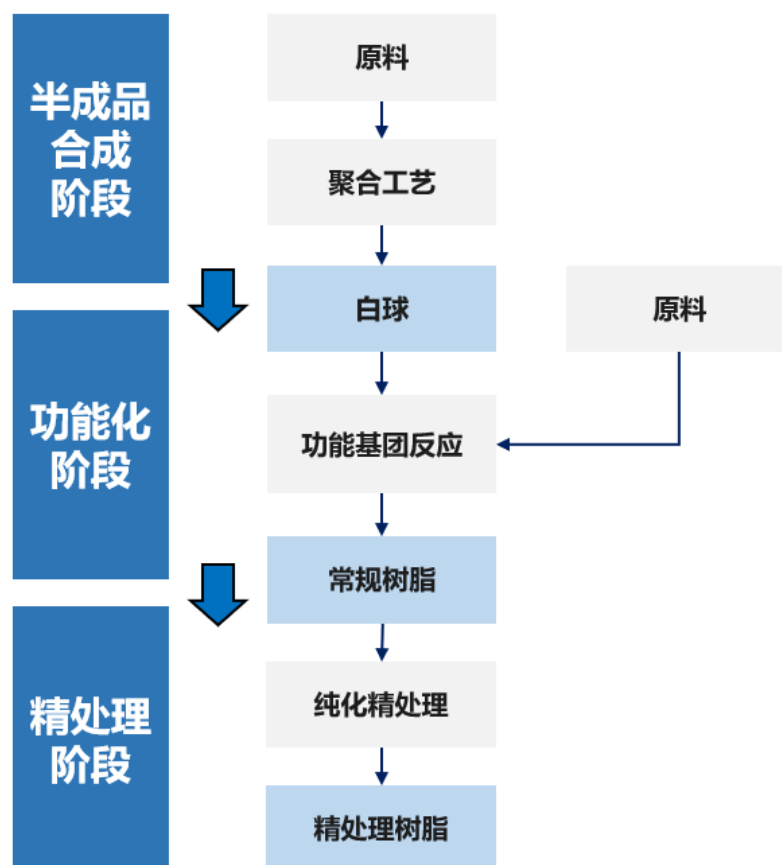 半成品
合成
阶段
原料
聚合工艺
白球
原料
功能化
阶段
功能基团反应
常规树脂
精处理
阶段
纯化精处理
精处理树脂